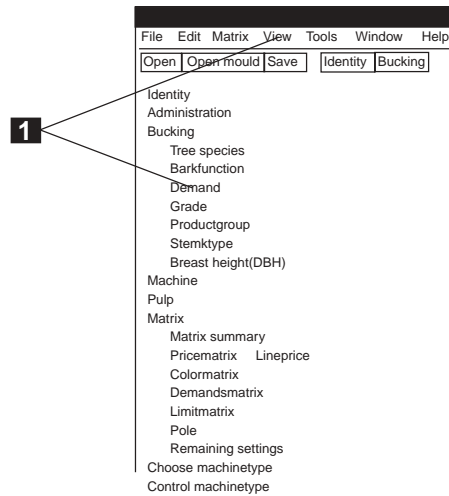 File Edit Matrix View Tools Window Help
Open Open mould Save Identity Bucking
Identity
Administration
1
Bucking
Tree species
Barkfunction
Demand
Grade
Productgroup
Stemktype
Breast height(DBH)
Machine
Pulp
Matrix
Matrix summary
Pricematrix Lineprice
Colormatrix
Demandsmatrix
Limitmatrix
Pole
Remaining settings
Choose machinetype
Control machinetype